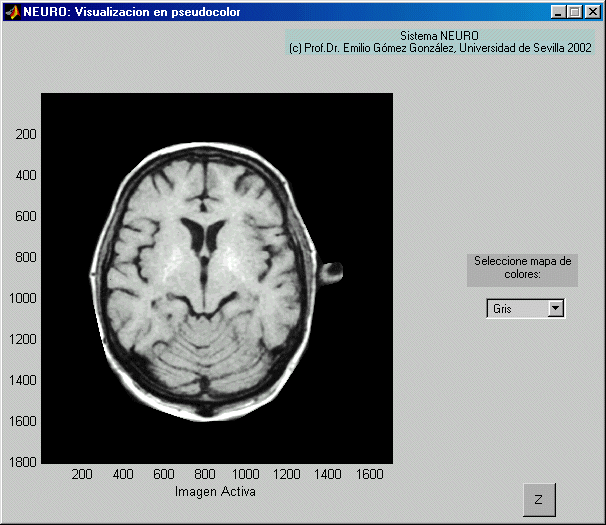 NEURO: Visualizacion en pseudocolor
Sistema NEURO
(c) Prof.Dr. Emilio Gómez González, Universidad de Sevilla 2002
200
400
600
800
1000
1200
1400
1600
1800
200 400 600 800 1000 1200 1400 1600
Imagen Activa
Seleccione mapa de
colores:
Gris
Z